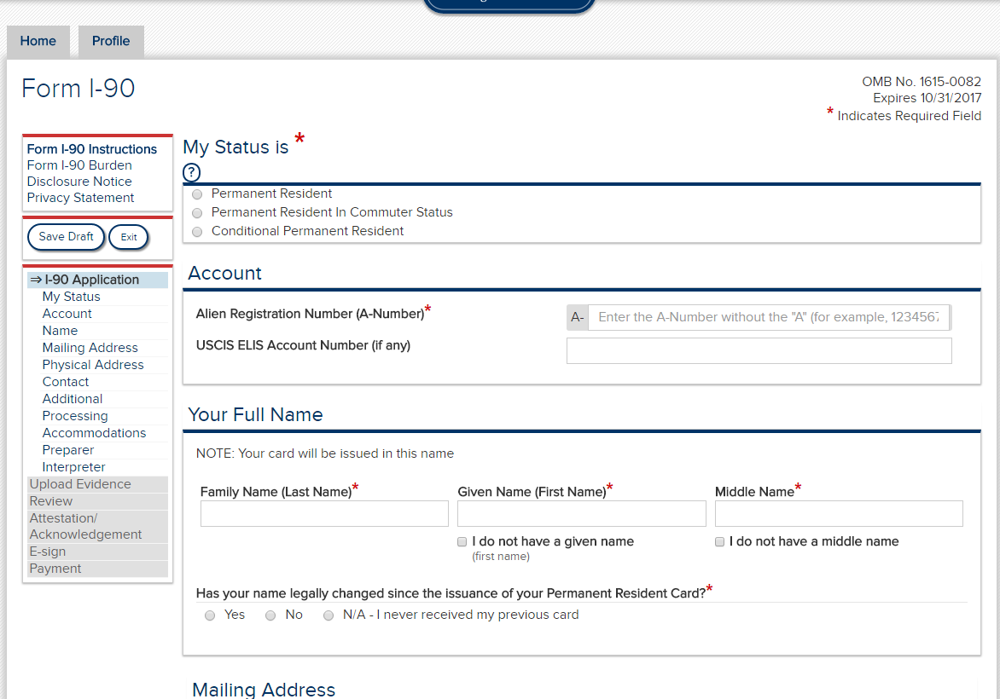 Home
Profile
Form I-90
OMB No. 1615-0082
Expires 10/31/2017
* Indicates Required Field
Form I-90 Instructions
Form I-90 Burden
Disclosure Notice
Privacy Statement
Save Draft
Exit
⇒ I-90 Application
My Status
Account
Name
Mailing Address
Physical Address
Contact
Additional
Processing
Accommodations
Preparer
Interpreter
Upload Evidence
Review
Attestation/
Acknowledgement
E-sign
Payment
My Status is *
?
Permanent Resident
Permanent Resident In Commuter Status
Conditional Permanent Resident
Account
Alien Registration Number (A-Number)*
A- Enter the A-Number without the "A" (for example, 1234567
USCIS ELIS Account Number (if any)
Your Full Name
NOTE: Your card will be issued in this name
Family Name (Last Name)*
Given Name (First Name)*
Middle Name*
I do not have a given name
(first name)
I do not have a middle name
Has your name legally changed since the issuance of your Permanent Resident Card?*
Yes No N/A - I never received my previous card
Mailing Address